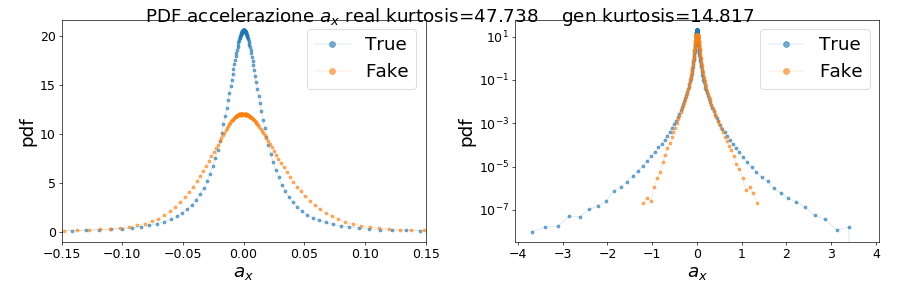 PDF accelerazione a_x real kurtosis=47.738    gen kurtosis=14.817
True
Fake
pdf
20
15
10
5
0
−0.15 −0.10 −0.05 0.00 0.05 0.10 0.15
a_x
True
Fake
pdf
10^1
10^−1
10^−3
10^−5
10^−7
−4 −3 −2 −1 0 1 2 3 4
a_x